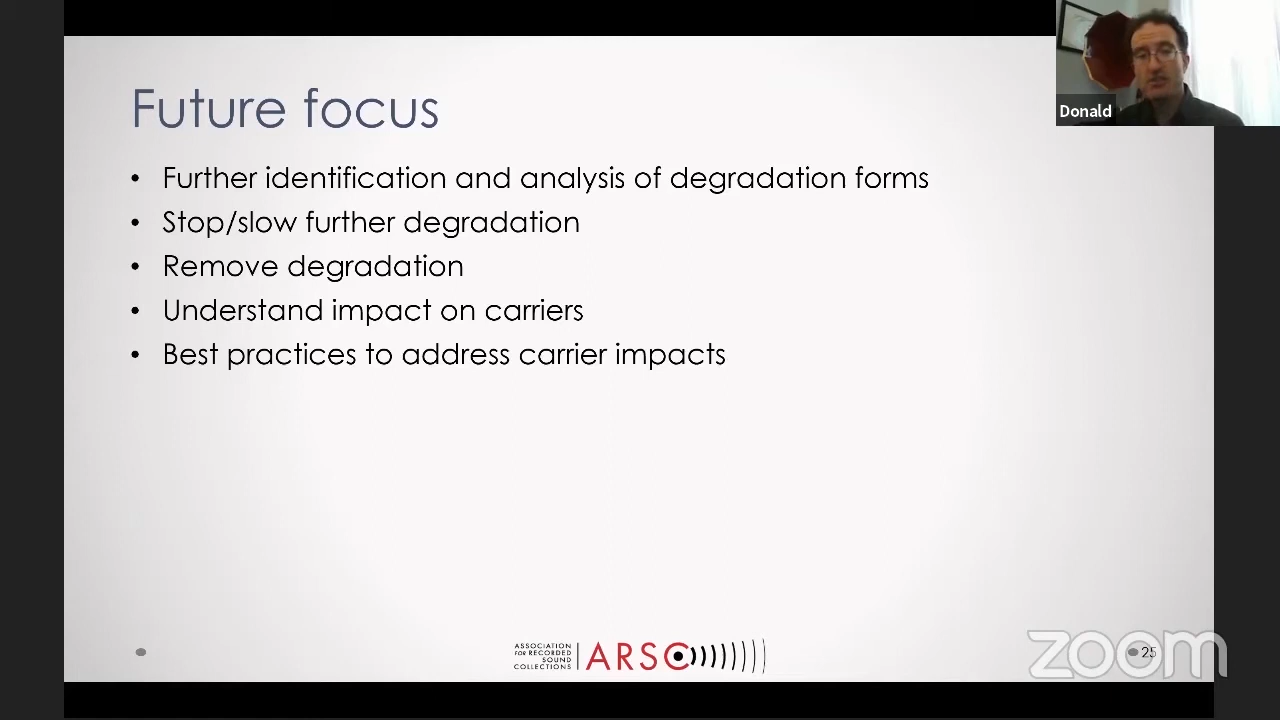 Future focus
• Further identification and analysis of degradation forms
• Stop/slow further degradation
• Remove degradation
• Understand impact on carriers
• Best practices to address carrier impacts
Donald
ASSOCIATION
FOR RECORDED
SOUND
COLLECTIONS
ARSC
zoom
25